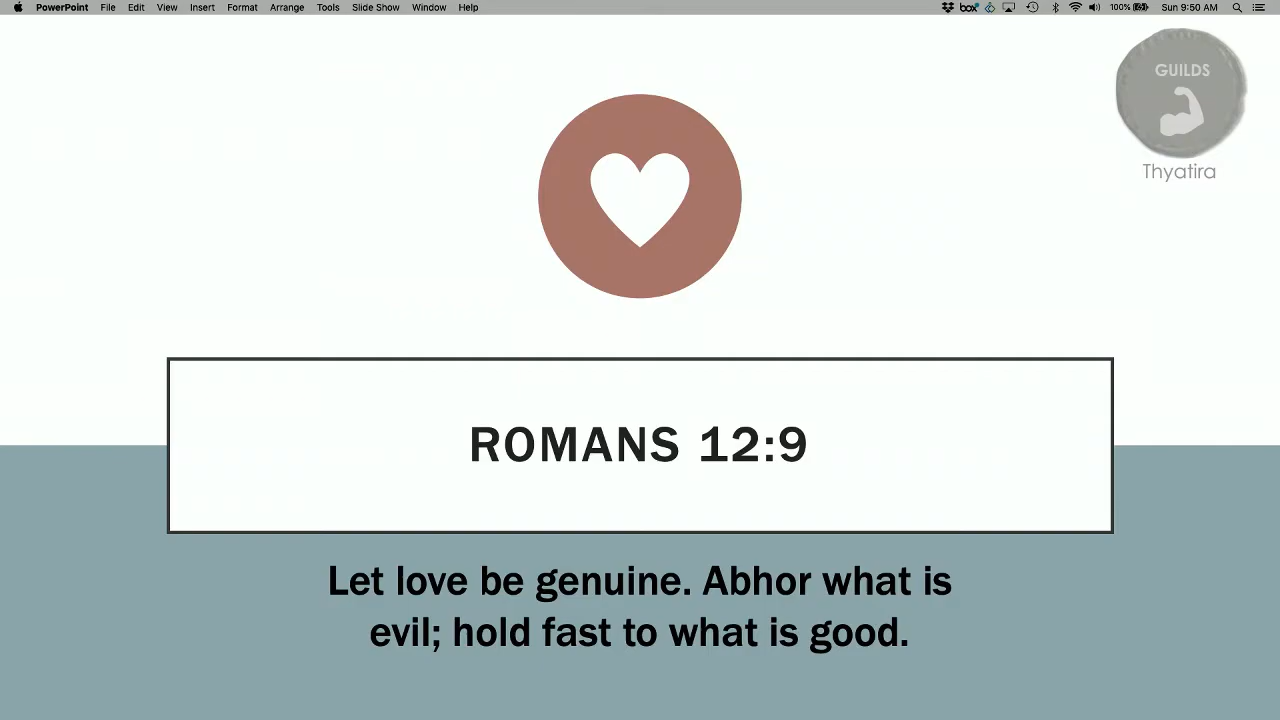 PowerPoint File Edit View Insert Format Arrange Tools Slide Show Window Help box 100% Sun 9:50 AM
GUILDS
Thyatira
ROMANS 12:9
Let love be genuine. Abhor what is
evil; hold fast to what is good.